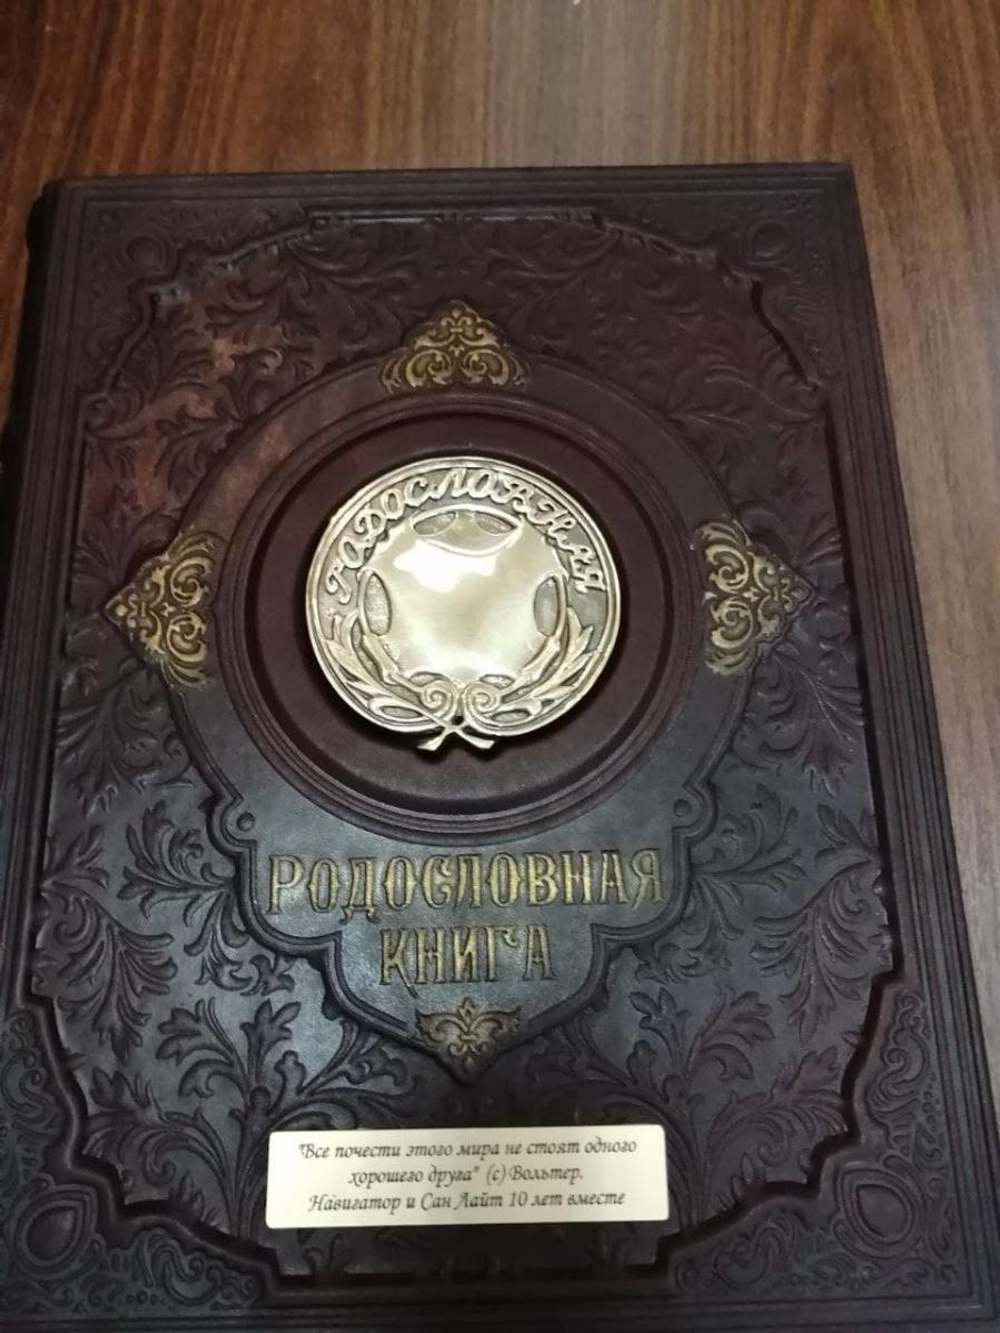 РОДОСЛОВНАЯ
РОДОСЛОВНАЯ
КНИГА
"Все почести этого мира не стоят одного
хорошего друга" (с) Вольтер.
Навигатор и Сан Лайт 10 лет вместе